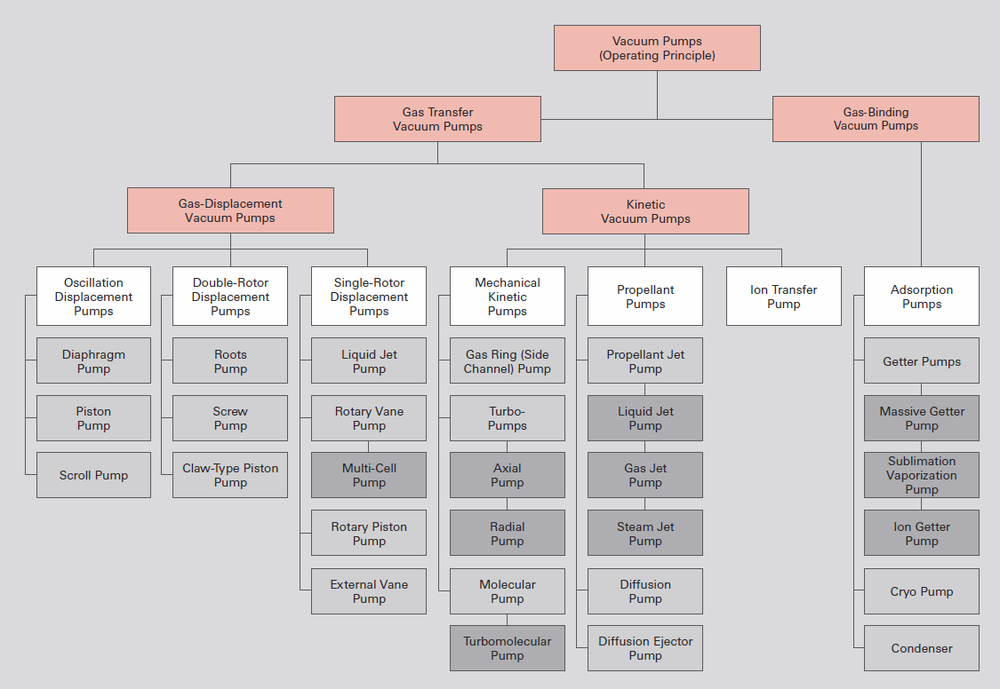 Vacuum Pumps
(Operating Principle)
Gas Transfer
Vacuum Pumps
Gas-Binding
Vacuum Pumps
Gas-Displacement
Vacuum Pumps
Kinetic
Vacuum Pumps
Oscillation
Displacement
Pumps
Diaphragm
Pump
Piston
Pump
Scroll Pump
Double-Rotor
Displacement
Pumps
Roots
Pump
Screw
Pump
Claw-Type Piston
Pump
Single-Rotor
Displacement
Pumps
Liquid Jet
Pump
Rotary Vane
Pump
Multi-Cell
Pump
Rotary Piston
Pump
External Vane
Pump
Mechanical
Kinetic
Pumps
Gas Ring (Side
Channel) Pump
Turbo-
Pumps
Axial
Pump
Radial
Pump
Molecular
Pump
Turbomolecular
Pump
Propellant
Pumps
Propellant Jet
Pump
Liquid Jet
Pump
Gas Jet
Pump
Steam Jet
Pump
Diffusion
Pump
Diffusion Ejector
Pump
Ion Transfer
Pump
Adsorption
Pumps
Getter Pumps
Massive Getter
Pump
Sublimation
Vaporization
Pump
Ion Getter
Pump
Cryo Pump
Condenser